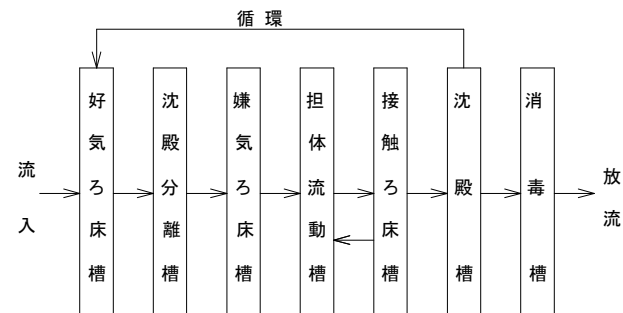 循環
流入
好気ろ床槽
沈殿分離槽
嫌気ろ床槽
担体流動槽
接触ろ床槽
沈殿槽
消毒槽
放流